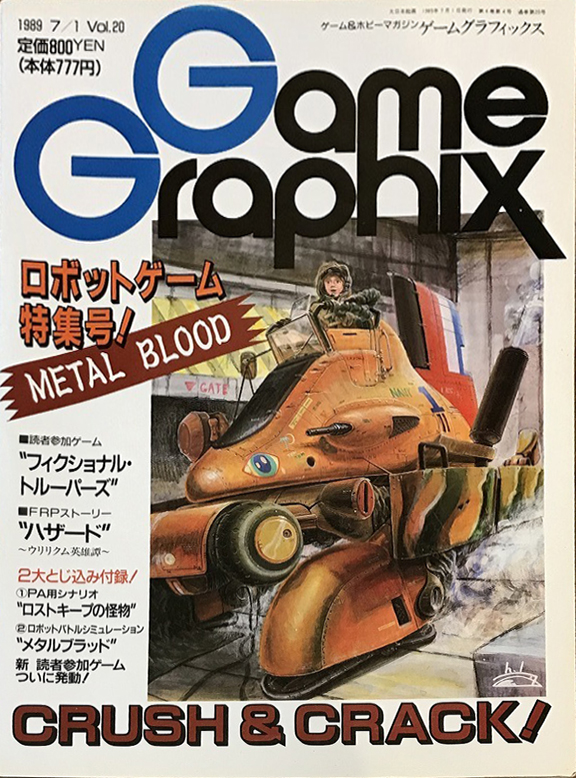 1989 7/1 Vol.20
定価800YEN
(本体777円)
ゲーム&ホビーマガジンゲームグラフィックス
Game
Graphix
ロボットゲーム
特集号!
METAL BLOOD
GATE
NAVY
1
■読者参加ゲーム
"フィクショナル・
トルーパーズ"
■FRPストーリー
"ハザード"
～ウリリクム英雄譚～
2大とじ込み付録!
①PA用シナリオ
"ロストキープの怪物"
②ロボットバトルシミュレーション
"メタルブラッド"
新 読者参加ゲーム
ついに発動!
CRUSH & CRACK!